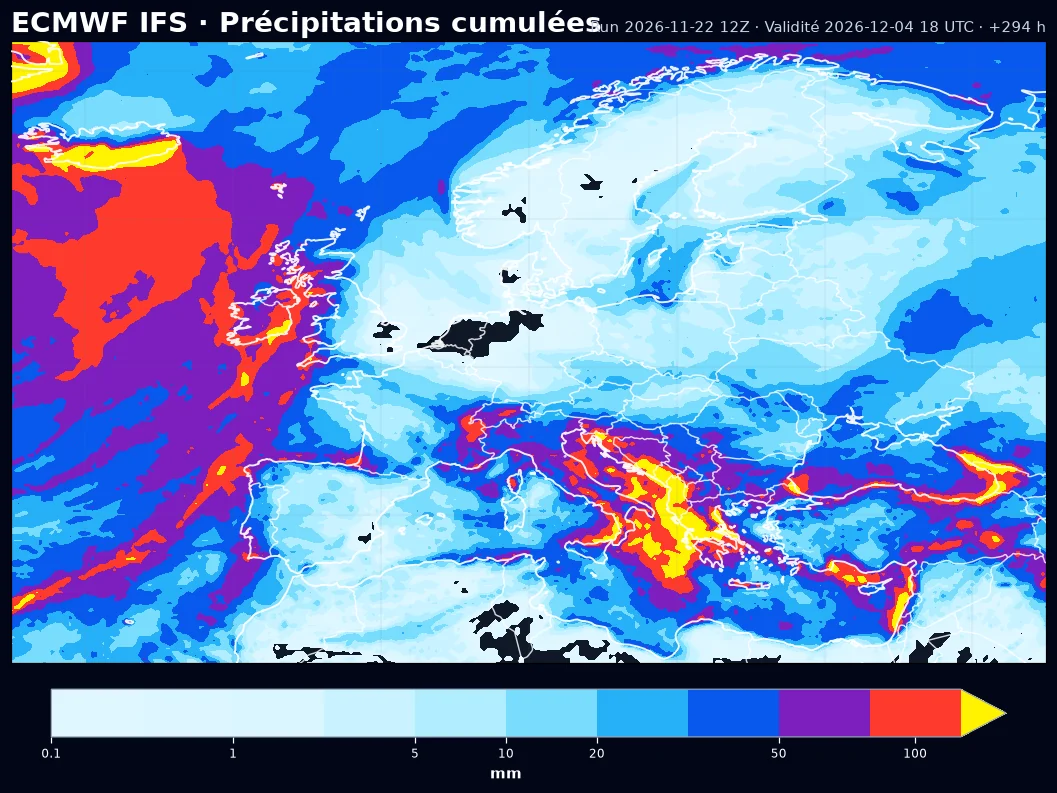 ECMWF IFS · Précipitations cumulées
Run 2026-11-22 12Z · Validité 2026-12-04 18 UTC · +294 h
0.1 1 5 10 20 50 100
mm